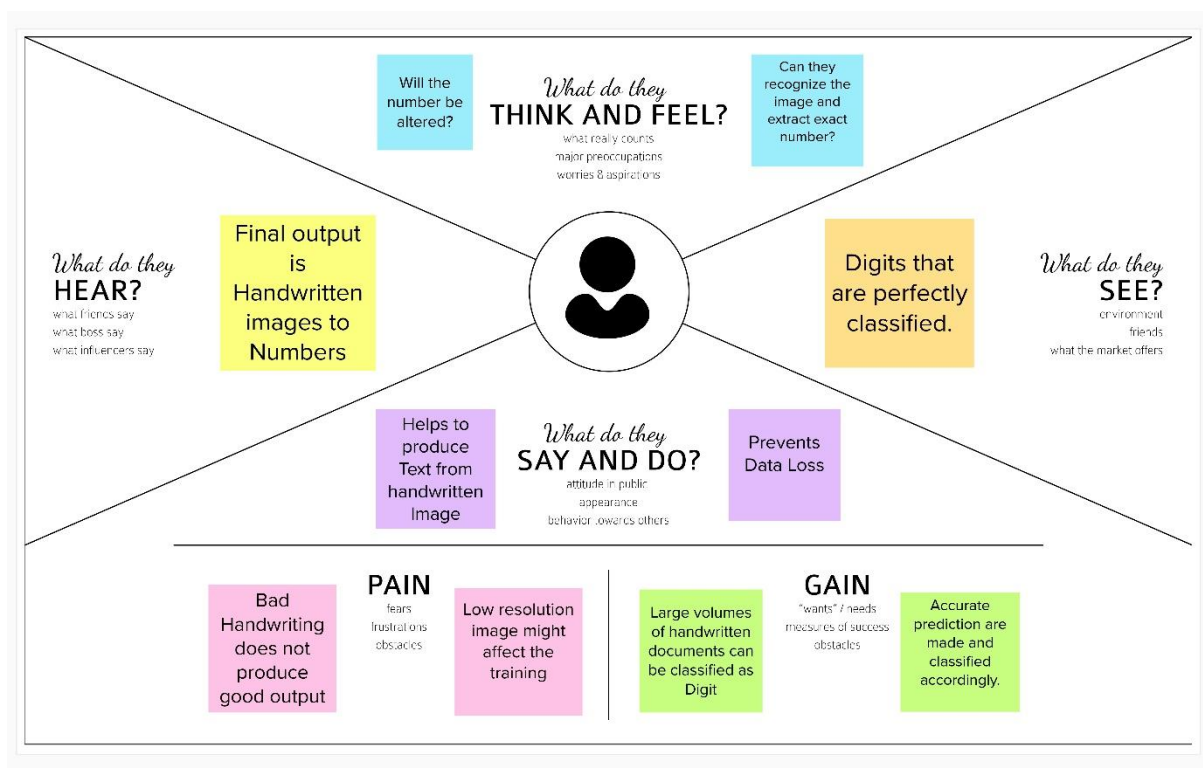 Will the
number be
altered?
What do they
THINK AND FEEL?
what really counts
major preoccupations
worries & aspirations
Can they
recognize the
image and
extract exact
number?
What do they
HEAR?
what friends say
what boss say
what influencers say
Final output
is
Handwritten
images to
Numbers
Digits that
are perfectly
classified.
What do they
SEE?
environment
friends
what the market offers
Helps to
produce
Text from
handwritten
Image
What do they
SAY AND DO?
attitude in public
appearance
behavior towards others
Prevents
Data Loss
Bad
Handwriting
does not
produce
good output
PAIN
fears
frustrations
obstacles
Low resolution
image might
affect the
training
Large volumes
of handwritten
documents can
be classified as
Digit
GAIN
"wants" / needs
measures of success
obstacles
Accurate
prediction are
made and
classified
accordingly.